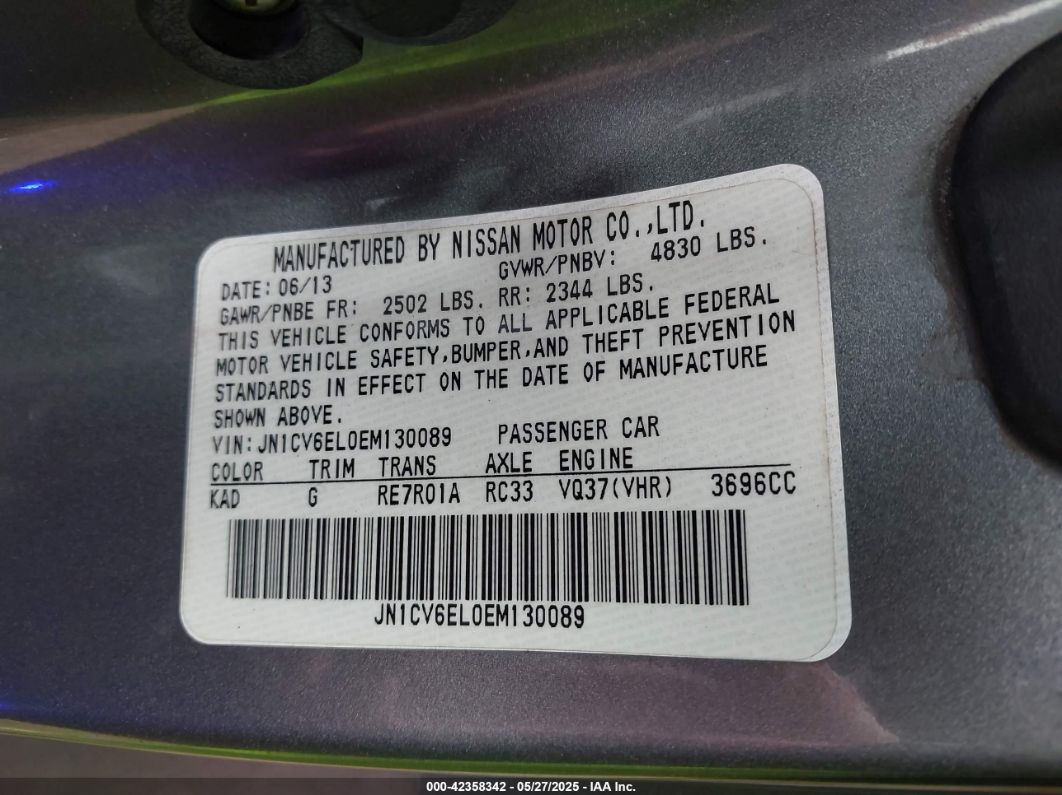 MANUFACTURED BY NISSAN MOTOR CO.,LTD.
DATE: 06/13 GVWR/PNBV: 4830 LBS.
GAWR/PNBE FR: 2502 LBS. RR: 2344 LBS.
THIS VEHICLE CONFORMS TO ALL APPLICABLE FEDERAL
MOTOR VEHICLE SAFETY,BUMPER,AND THEFT PREVENTION
STANDARDS IN EFFECT ON THE DATE OF MANUFACTURE
SHOWN ABOVE.
VIN: JN1CV6EL0EM130089 PASSENGER CAR
COLOR TRIM TRANS AXLE ENGINE
KAD G RE7R01A RC33 VQ37(VHR) 3696CC
JN1CV6EL0EM130089
000-42358342 - 05/27/2025 - IAA Inc.